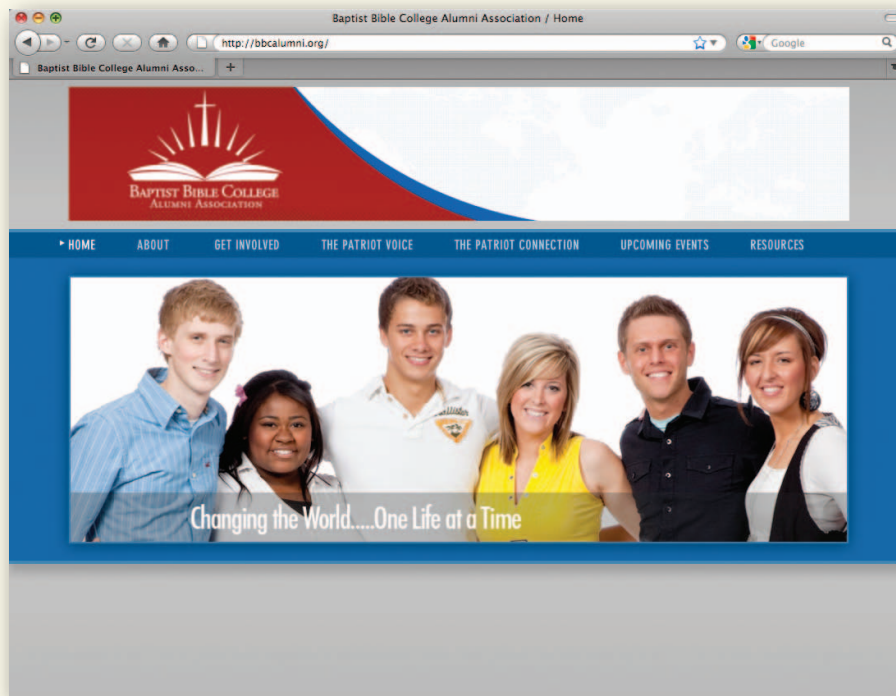 Baptist Bible College Alumni Association / Home
http://bbcalumni.org/
Google
Baptist Bible College Alumni Asso...
BAPTIST BIBLE COLLEGE
ALUMNI ASSOCIATION
HOME ABOUT GET INVOLVED THE PATRIOT VOICE THE PATRIOT CONNECTION UPCOMING EVENTS RESOURCES
Hollister
Changing the World.....One Life at a Time